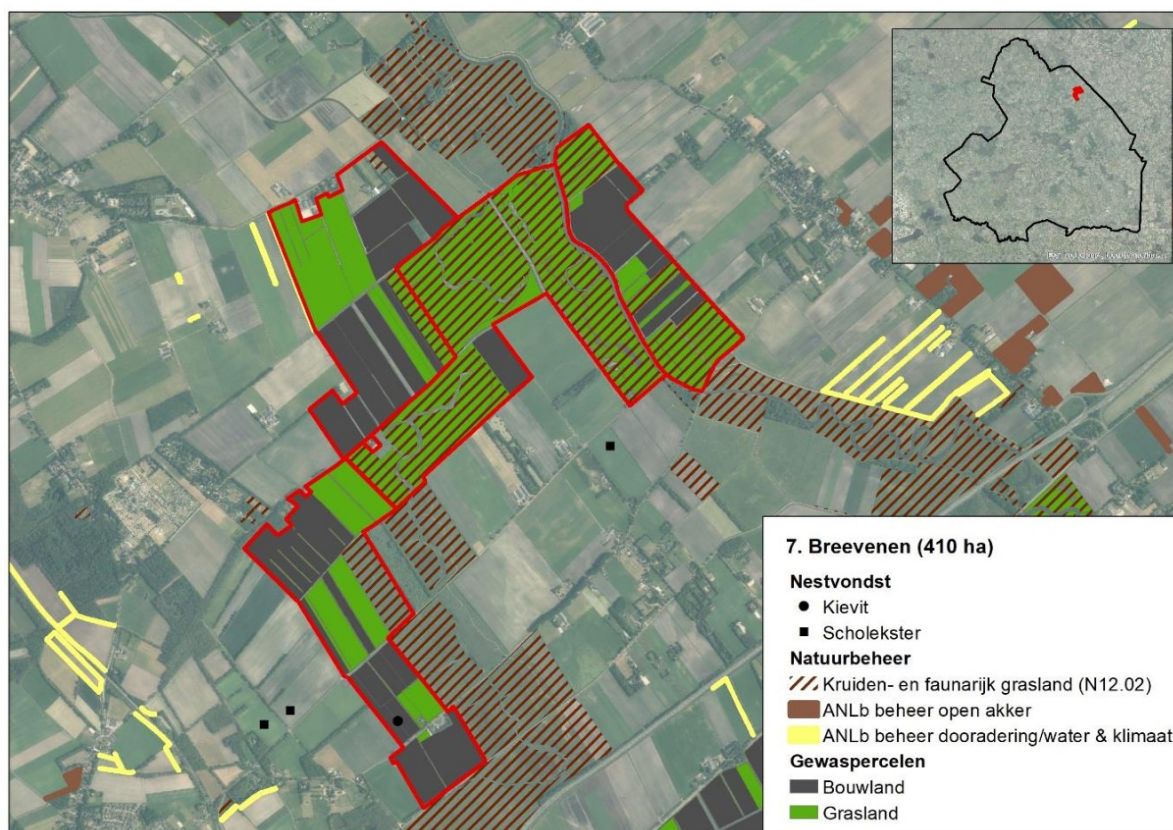 7. Breevenen (410 ha)
Nestvondst
Kievit
Scholekster
Natuurbeheer
Kruiden- en faunarijk grasland (N12.02)
ANLb beheer open akker
ANLb beheer dooradering/water & klimaat
Gewaspercelen
Bouwland
Grasland